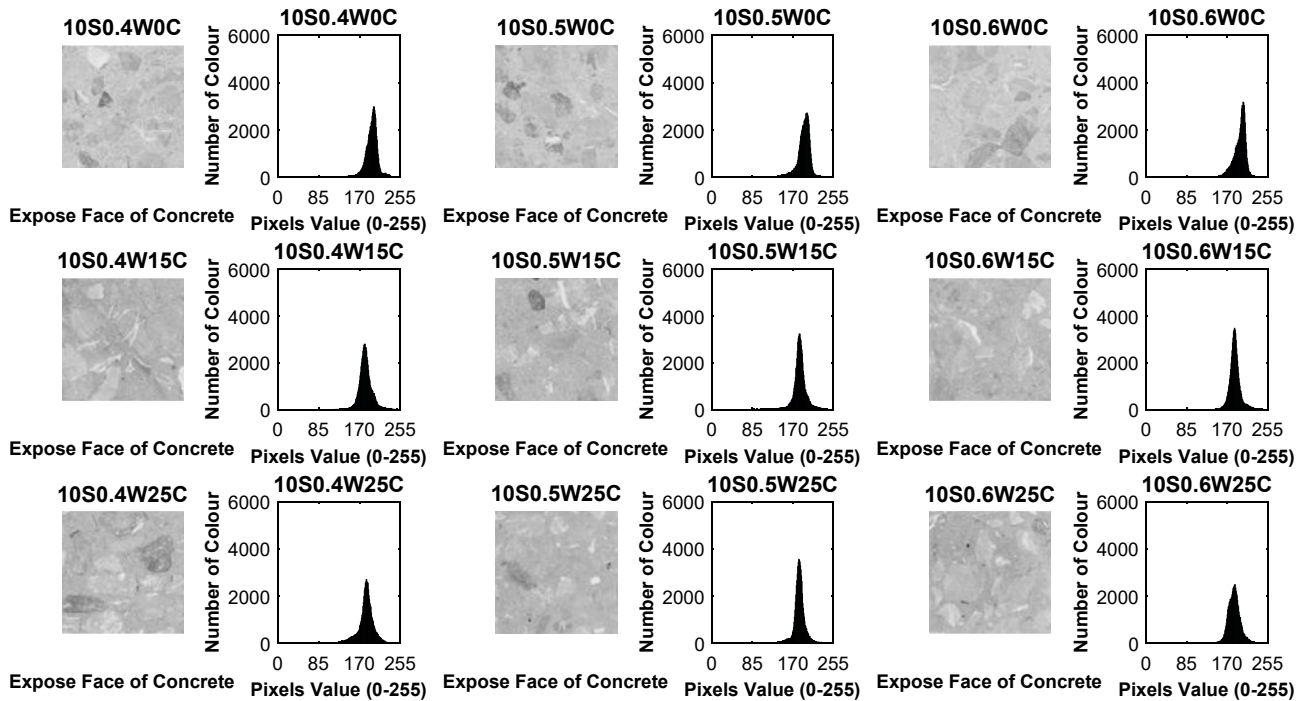 10S0.4W0C 10S0.4W0C 10S0.5W0C 10S0.5W0C 10S0.6W0C 10S0.6W0C
Number of Colour Number of Colour Number of Colour
6000 6000 6000
4000 4000 4000
2000 2000 2000
0 0 0
0 85 170 255 0 85 170 255 0 85 170 255
Expose Face of Concrete Pixels Value (0-255) Expose Face of Concrete Pixels Value (0-255) Expose Face of Concrete Pixels Value (0-255)
10S0.4W15C 10S0.4W15C 10S0.5W15C 10S0.5W15C 10S0.6W15C 10S0.6W15C
Number of Colour Number of Colour Number of Colour
6000 6000 6000
4000 4000 4000
2000 2000 2000
0 0 0
0 85 170 255 0 85 170 255 0 85 170 255
Expose Face of Concrete Pixels Value (0-255) Expose Face of Concrete Pixels Value (0-255) Expose Face of Concrete Pixels Value (0-255)
10S0.4W25C 10S0.4W25C 10S0.5W25C 10S0.5W25C 10S0.6W25C 10S0.6W25C
Number of Colour Number of Colour Number of Colour
6000 6000 6000
4000 4000 4000
2000 2000 2000
0 0 0
0 85 170 255 0 85 170 255 0 85 170 255
Expose Face of Concrete Pixels Value (0-255) Expose Face of Concrete Pixels Value (0-255) Expose Face of Concrete Pixels Value (0-255)